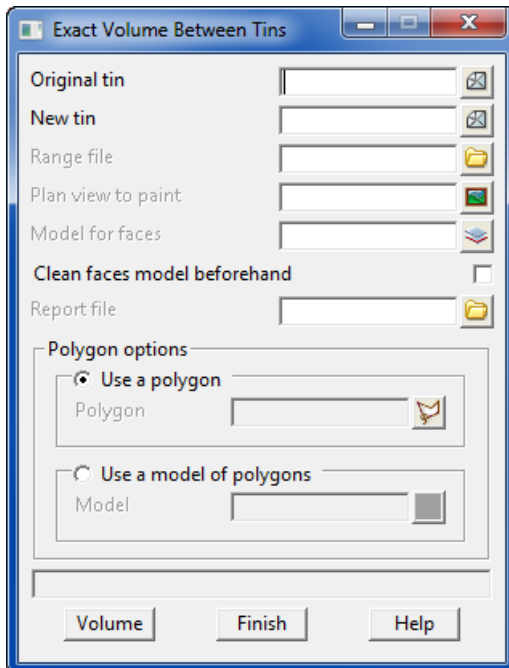 Exact Volume Between Tins
Original tin
New tin
Range file
Plan view to paint
Model for faces
Clean faces model beforehand
Report file
Polygon options
Use a polygon
Polygon
Use a model of polygons
Model
Volume Finish Help